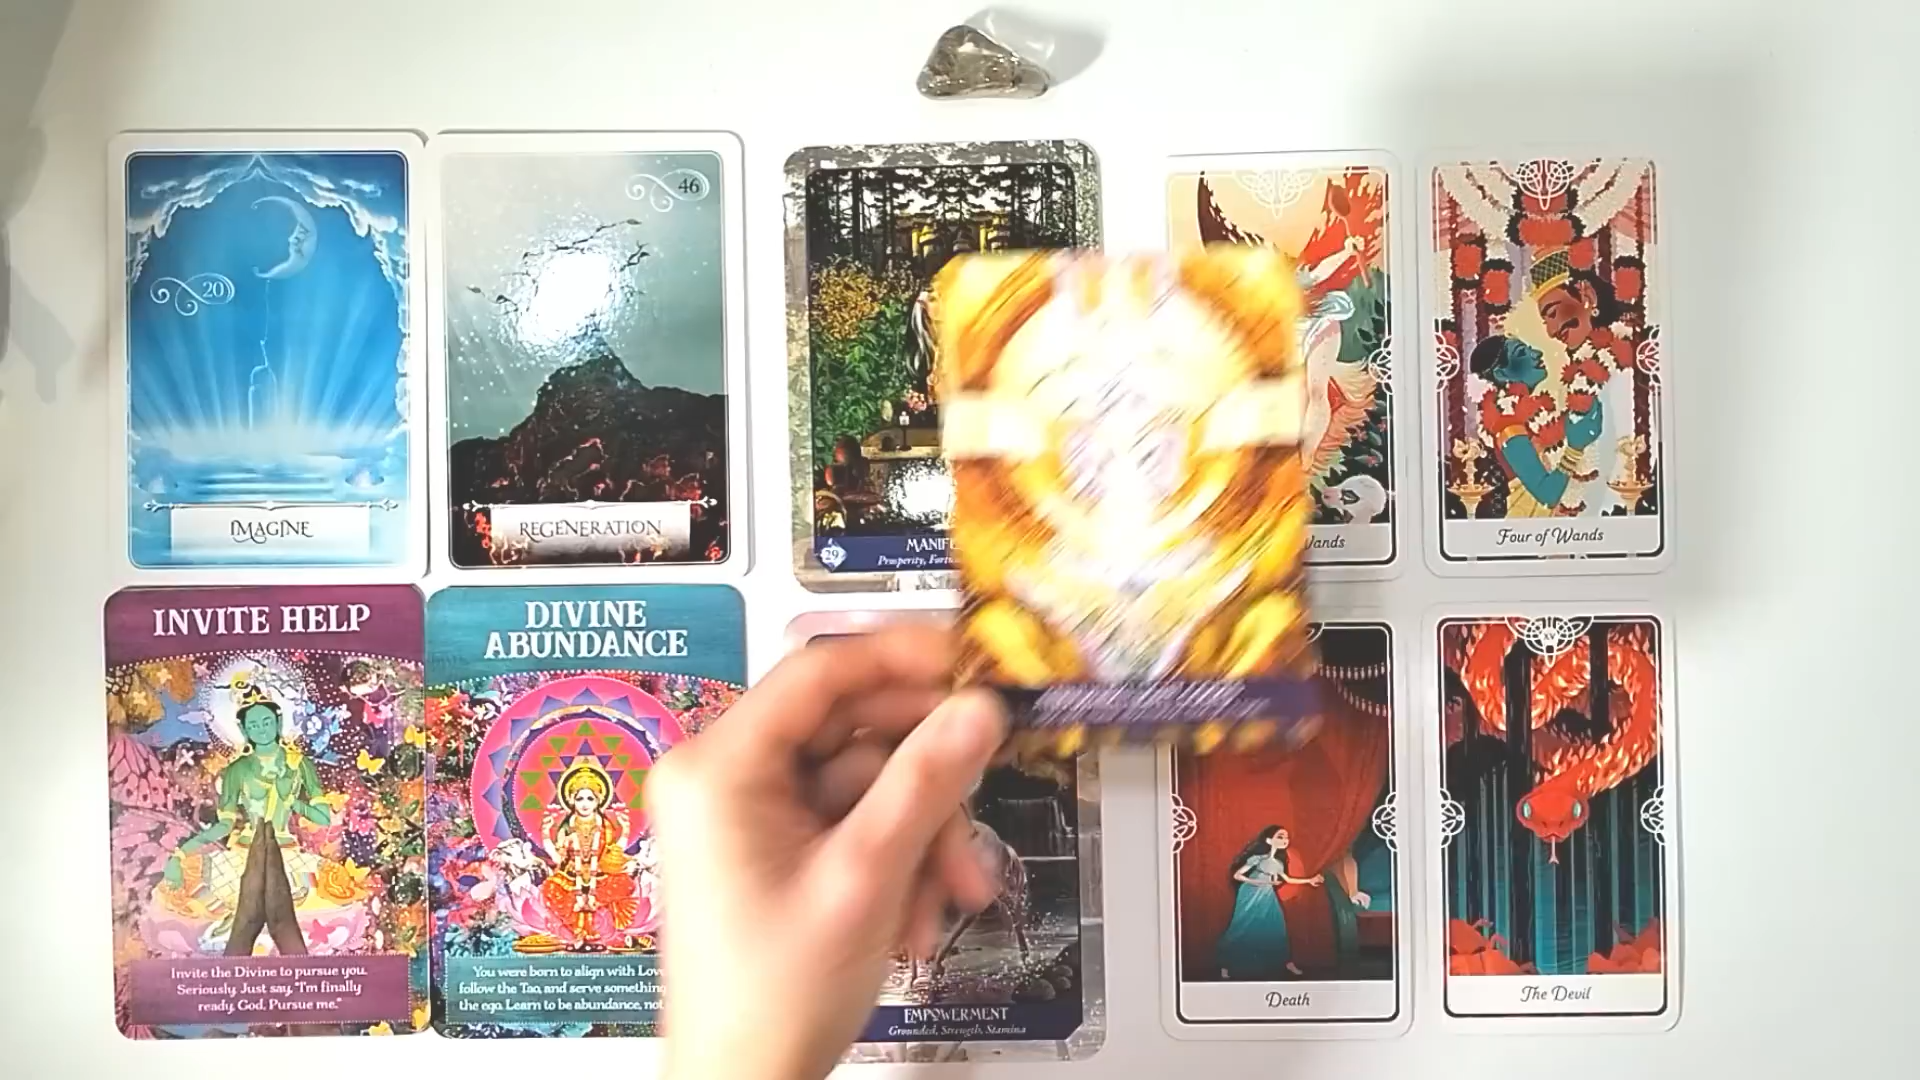 20
IMAGINE
46
REGENERATION
29
Prosperity,
Wands
Four of Wands
INVITE HELP
Invite the Divine to pursue you.
Seriously. Just say, "I'm finally
ready, God. Pursue me."
DIVINE
ABUNDANCE
You were born to align with
follow the Tao, and serve something
the ego. Learn to be abundance, not
EMPOWERMENT
Grounded, Strength, Stamina
Death
XV
The Devil